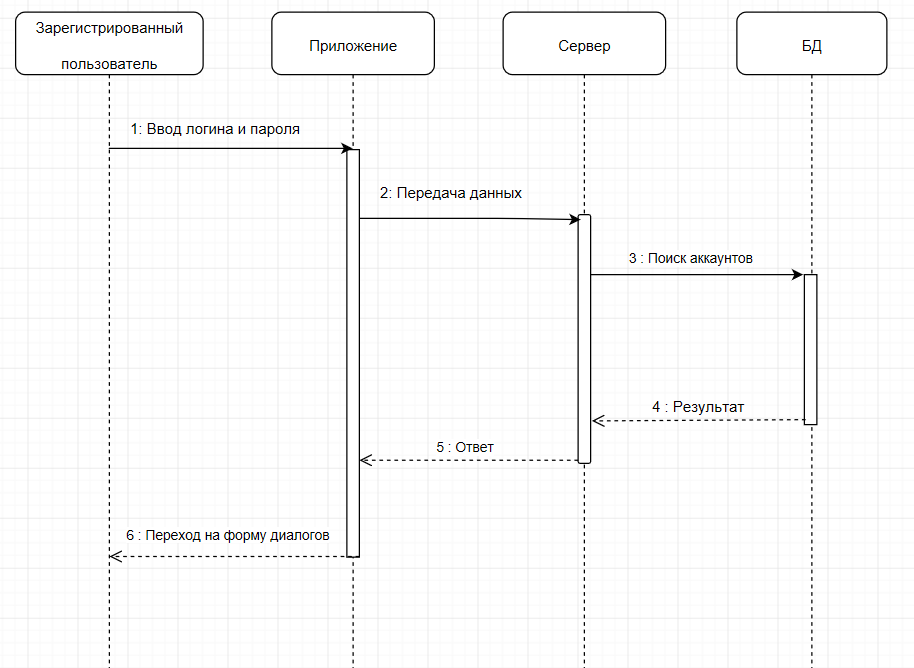 Зарегистрированный
пользователь
Приложение
Сервер
БД
1: Ввод логина и пароля
2: Передача данных
3 : Поиск аккаунтов
4 : Результат
5 : Ответ
6 : Переход на форму диалогов